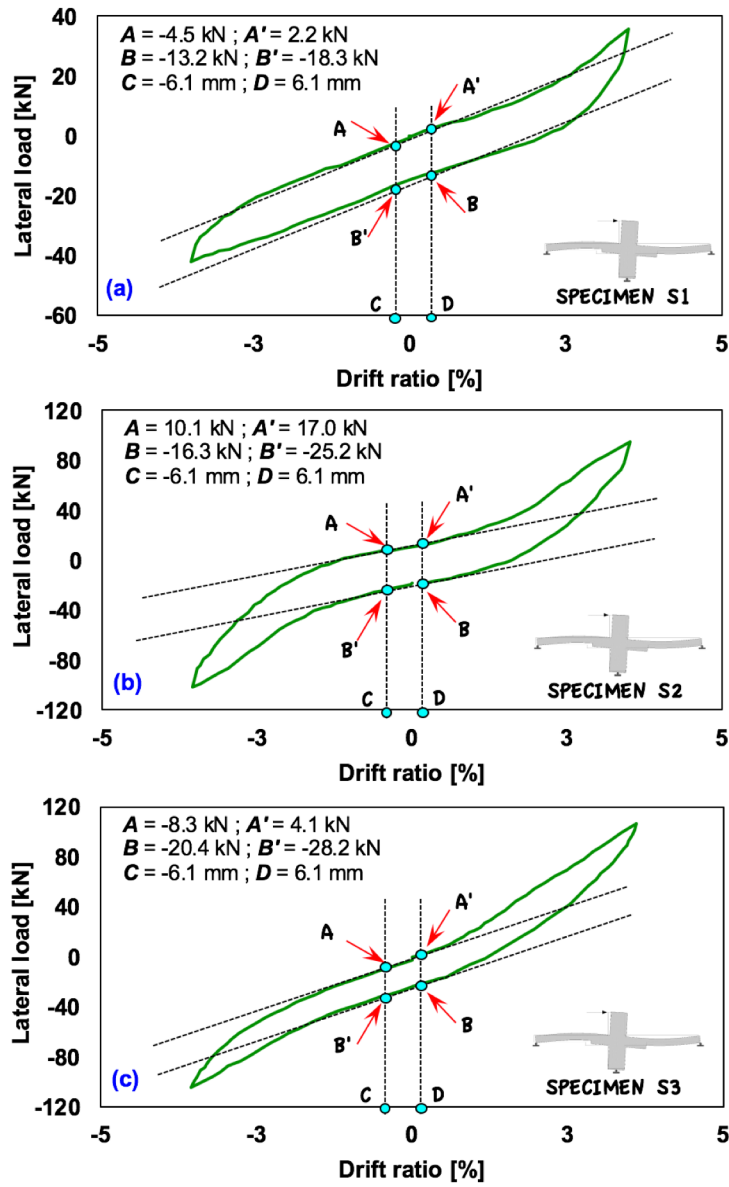 A = -4.5 kN ; A' = 2.2 kN
B = -13.2 kN ; B' = -18.3 kN
C = -6.1 mm ; D = 6.1 mm
40
20
0
-20
-40
-60
Lateral load [kN]
A
A'
B'
B
C
D
(a)
SPECIMEN S1
-5
-3
0
3
5
Drift ratio [%]
A = 10.1 kN ; A' = 17.0 kN
B = -16.3 kN ; B' = -25.2 kN
C = -6.1 mm ; D = 6.1 mm
120
80
40
0
-40
-80
-120
Lateral load [kN]
A
A'
B'
B
C
D
(b)
SPECIMEN S2
-5
-3
0
3
5
Drift ratio [%]
A = -8.3 kN ; A' = 4.1 kN
B = -20.4 kN ; B' = -28.2 kN
C = -6.1 mm ; D = 6.1 mm
120
80
40
0
-40
-80
-120
Lateral load [kN]
A
A'
B'
B
C
D
(c)
SPECIMEN S3
-5
-3
0
3
5
Drift ratio [%]